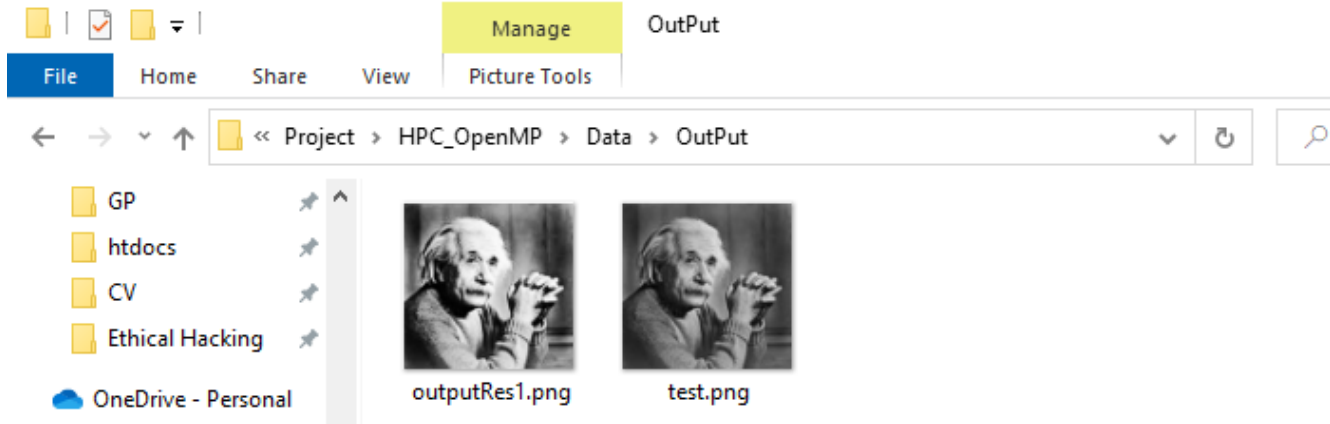 Manage OutPut
File Home Share View Picture Tools
« Project > HPC_OpenMP > Data > OutPut
GP
htdocs
CV
Ethical Hacking
OneDrive - Personal
outputRes1.png test.png